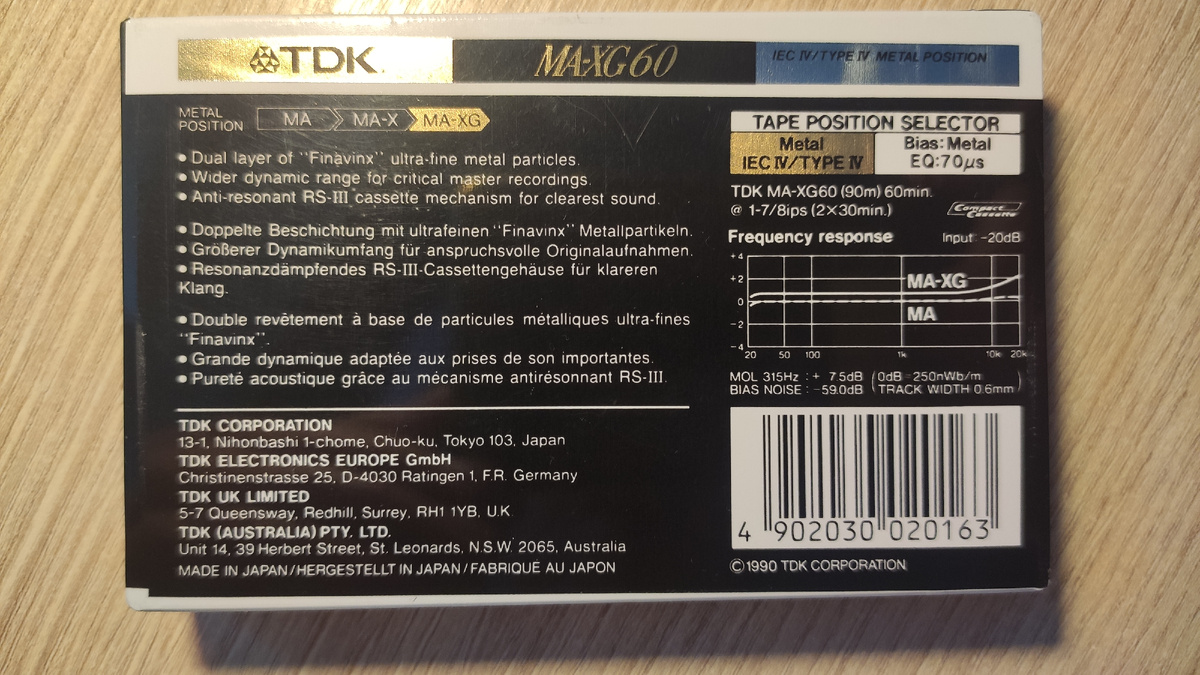 TDK
MA-XG60
IEC IV/TYPE IV METAL POSITION
METAL POSITION
MA
MA-X
MA-XG
• Dual layer of "Finavinx" ultra-fine metal particles.
• Wider dynamic range for critical master recordings.
• Anti-resonant RS-III cassette mechanism for clearest sound.
• Doppelte Beschichtung mit ultrafeinen "Finavinx" Metallpartikeln.
• Größerer Dynamikumfang für anspruchsvolle Originalaufnahmen.
• Resonanzdämpfendes RS-III-Cassettengehäuse für klareren
Klang.
• Double revêtement à base de particules métalliques ultra-fines
"Finavinx".
• Grande dynamique adaptée aux prises de son importantes.
• Pureté acoustique grâce au mécanisme antirésonnant RS-III.
TDK CORPORATION
13-1, Nihonbashi 1-chome, Chuo-ku, Tokyo 103, Japan
TDK ELECTRONICS EUROPE GmbH
Christinenstrasse 25, D-4030 Ratingen 1, F.R. Germany
TDK UK LIMITED
5-7 Queensway, Redhill, Surrey, RH1 1YB, U.K.
TDK (AUSTRALIA) PTY. LTD.
Unit 14, 39 Herbert Street, St. Leonards, N.S.W. 2065, Australia
MADE IN JAPAN/HERGESTELLT IN JAPAN/FABRIQUÉ AU JAPON
TAPE POSITION SELECTOR
Metal
IEC IV/TYPE IV
Bias: Metal
EQ: 70μs
TDK MA-XG60 (90m) 60min.
@ 1-7/8ips (2×30min.)
Compact Cassette
Frequency response
Input: -20dB
+4
+2
0
-2
-4
MA-XG
MA
20 50 100 1k 10k 20k
MOL 315Hz : + 7.5dB (0dB=250nWb/m
BIAS NOISE : -59.0dB TRACK WIDTH 0.6mm)
4 902030 020163
©1990 TDK CORPORATION